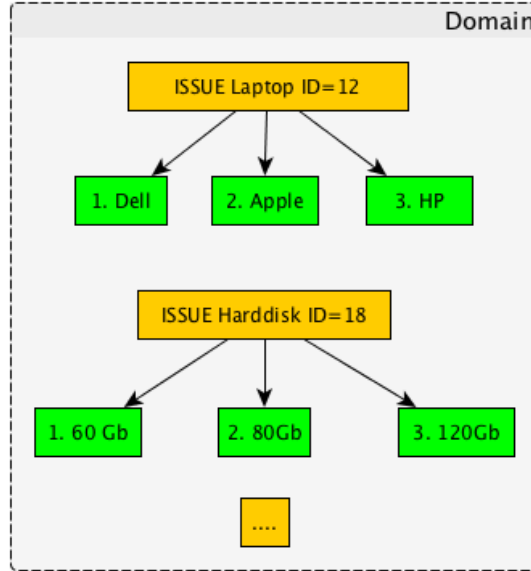 Domain
ISSUE Laptop ID=12
1. Dell
2. Apple
3. HP
ISSUE Harddisk ID=18
1. 60 Gb
2. 80Gb
3. 120Gb
....